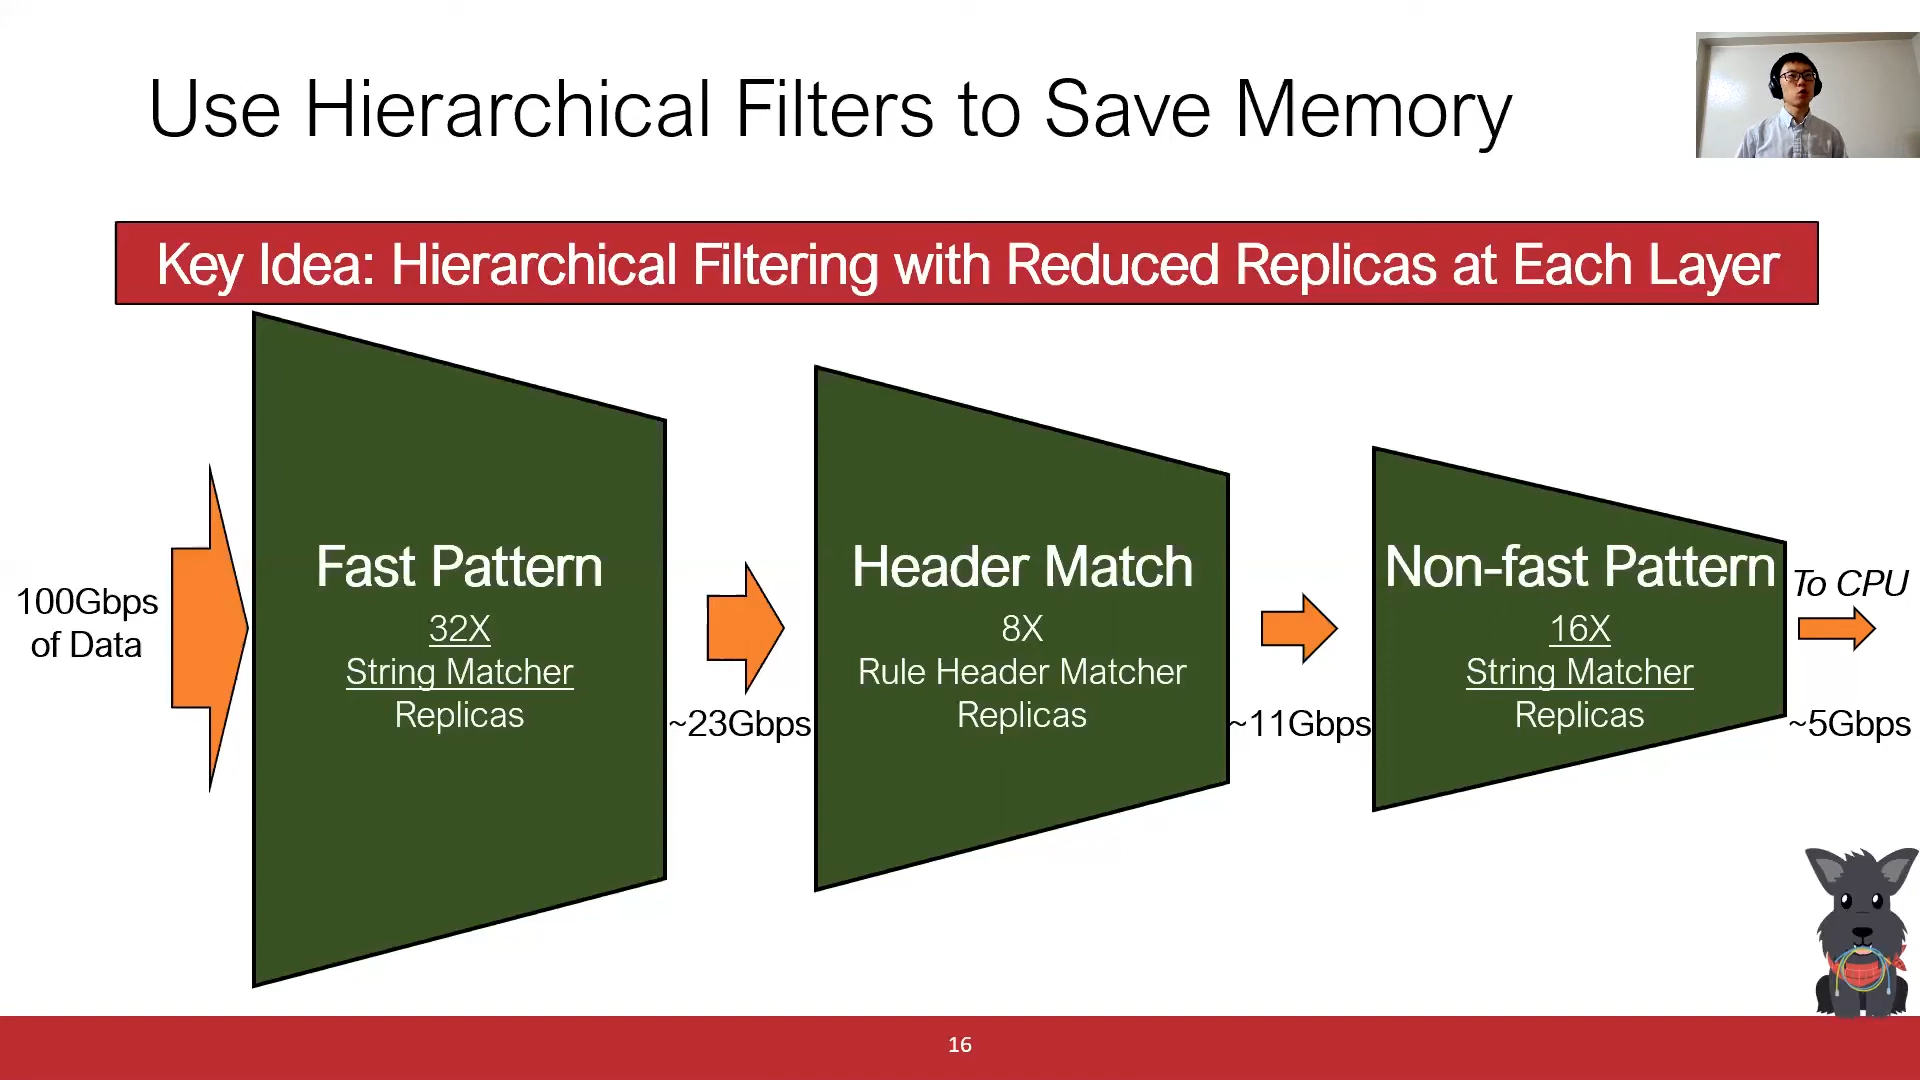 Use Hierarchical Filters to Save Memory
Key Idea: Hierarchical Filtering with Reduced Replicas at Each Layer
100Gbps
of Data
Fast Pattern
32X
String Matcher
Replicas
~23Gbps
Header Match
8X
Rule Header Matcher
Replicas
~11Gbps
Non-fast Pattern
16X
String Matcher
Replicas
To CPU
~5Gbps
16